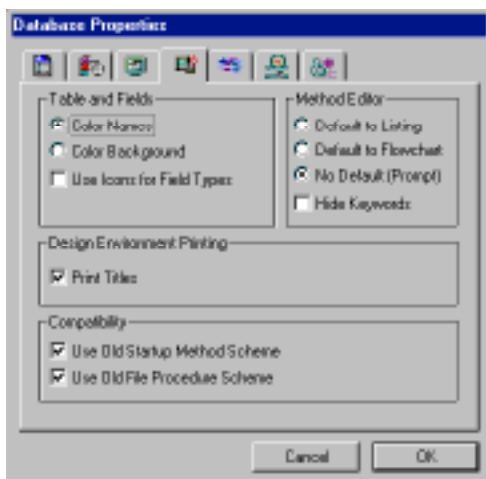 Database Properties
Table and Fields
Color Names
Color Background
Use Icons for Field Types
Method Editor
Default to Listing
Default to Flowchart
No Default (Prompt)
Hide Keywords
Design Environment Printing
Print Titles
Compatibility
Use Old Startup Method Scheme
Use Old File Procedure Scheme
Cancel
OK